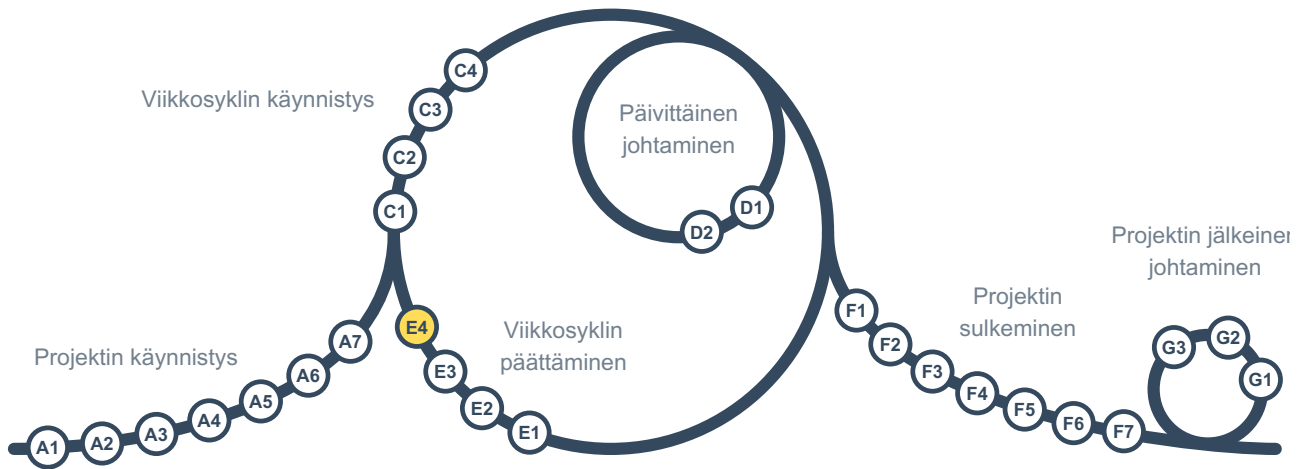 Viikkosyklin käynnistys
C4
C3
C2
C1
Päivittäinen
johtaminen
D1
D2
Projektin jälkeinen
johtaminen
Projektin
sulkeminen
Viikkosyklin
päättäminen
Projektin käynnistys
A1
A2
A3
A4
A5
A6
A7
E4
E3
E2
E1
F1
F2
F3
F4
F5
F6
F7
G3
G2
G1